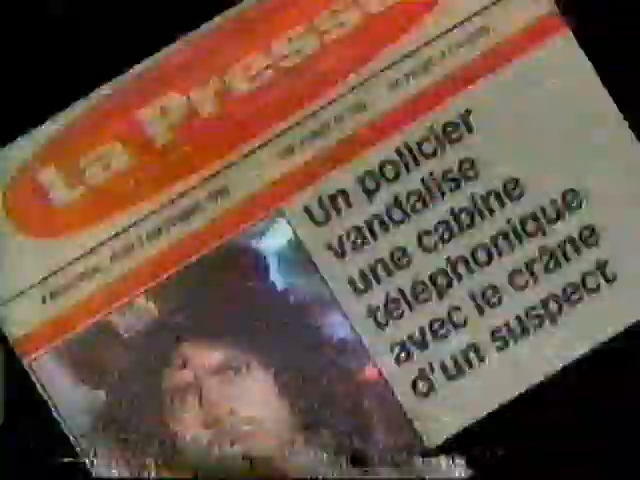 La Presse
Un policier
vandalise
une cabine
téléphonique
avec le crâne
d'un suspect